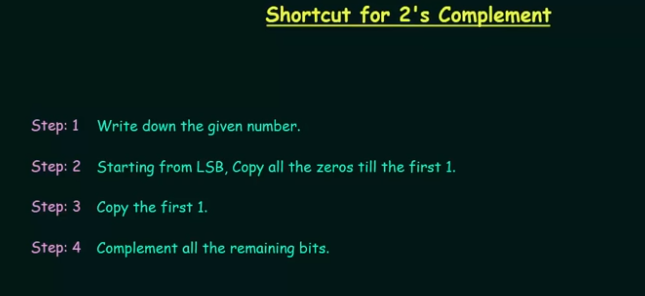 Shortcut for 2's Complement
Step: 1 Write down the given number.
Step: 2 Starting from LSB, Copy all the zeros till the first 1.
Step: 3 Copy the first 1.
Step: 4 Complement all the remaining bits.